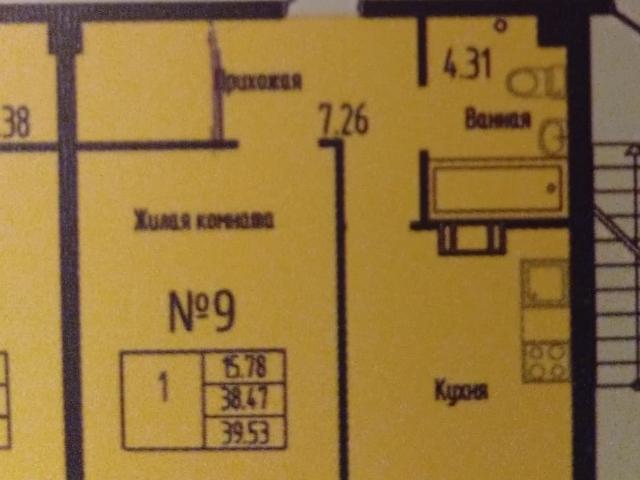 4.31
Прихожая
.38
7.26
Ванная
Жилая комната
№9
1
15.78
38.47
39.53
Кухня